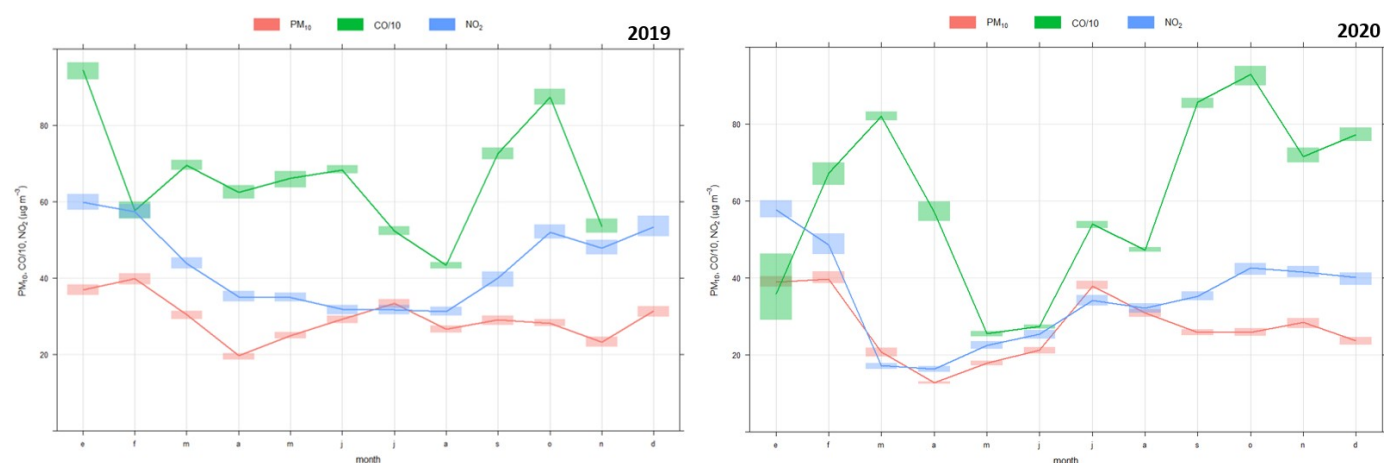 PM₁₀ CO/10 NO₂
2019
PM₁₀, CO/10, NO₂ (µg m⁻³)
80
60
40
20
e f m a m j j a s o n d
month
PM₁₀ CO/10 NO₂
2020
PM₁₀, CO/10, NO₂ (µg m⁻³)
80
60
40
20
e f m a m j j a s o n d
month